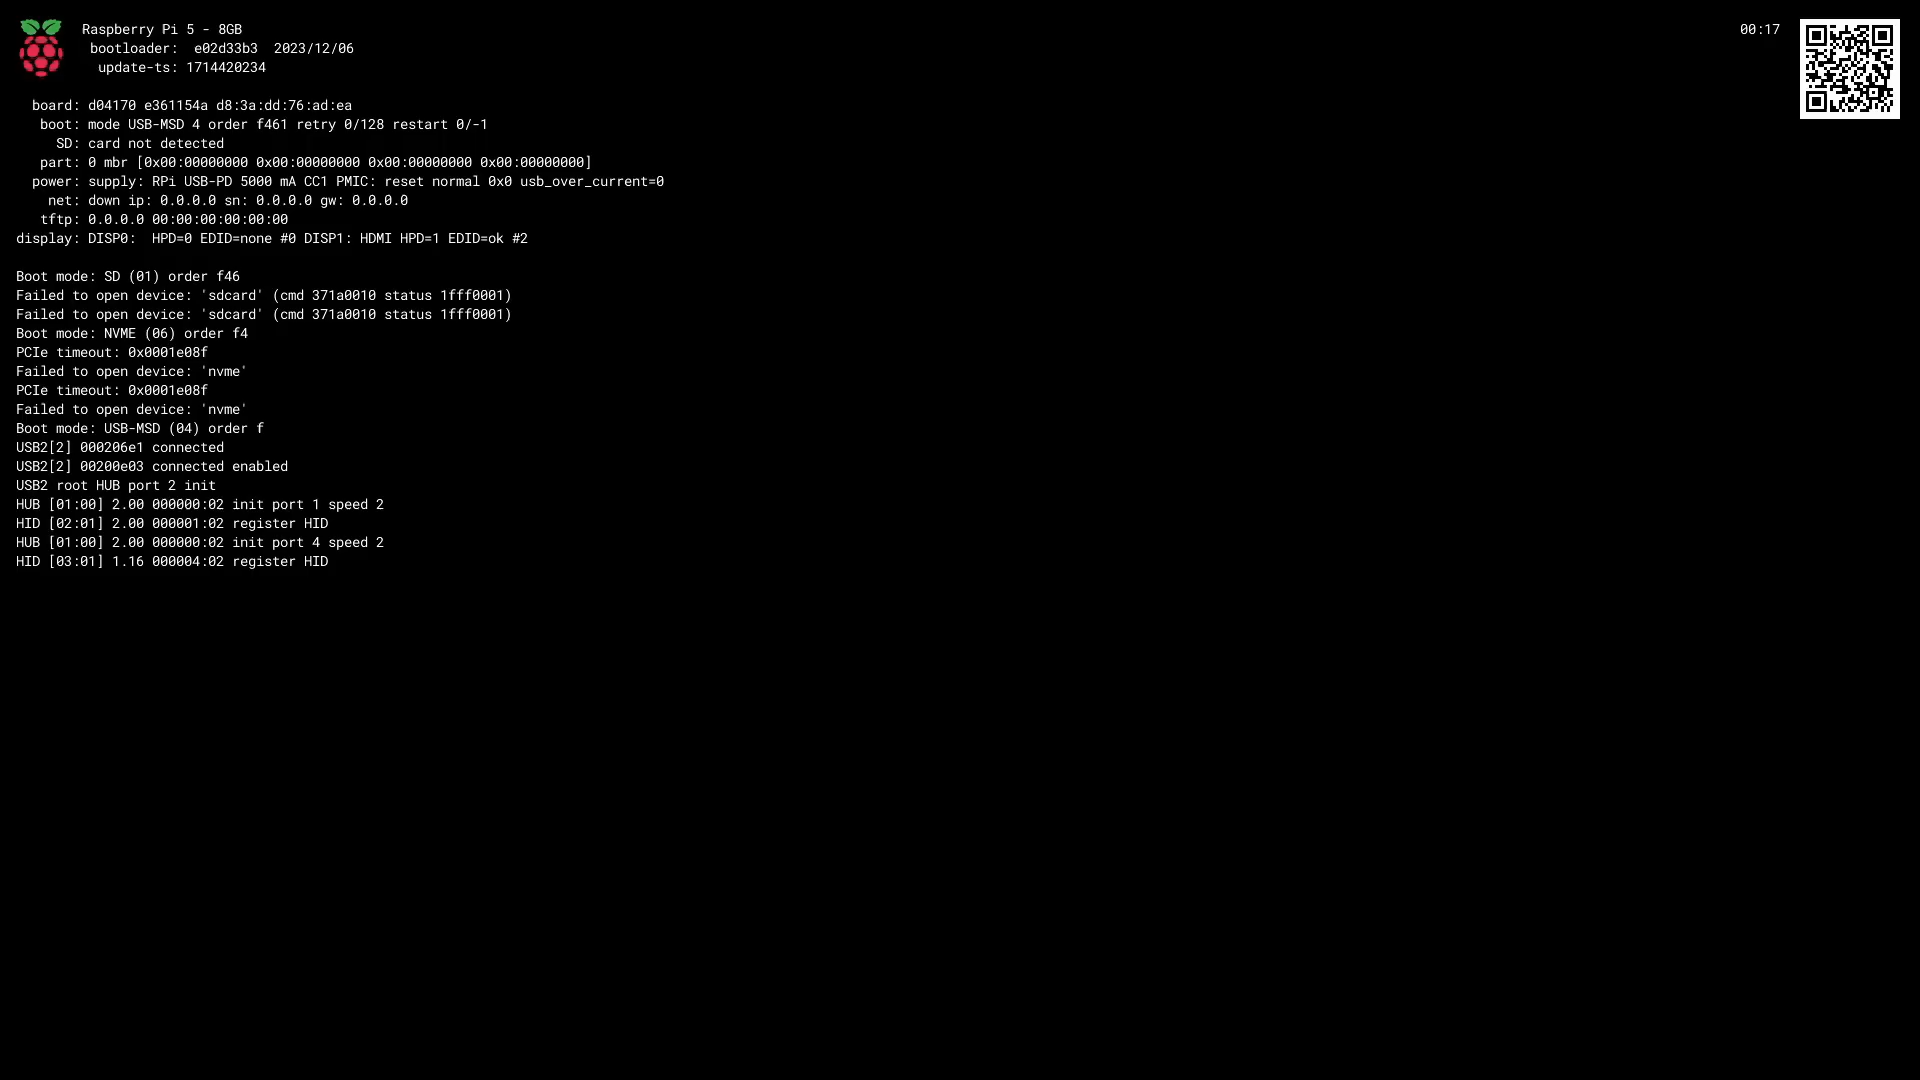 Raspberry Pi 5 - 8GB
bootloader: e02d33b3 2023/12/06
update-ts: 1714420234
00:17
board: d04170 e361154a d8:3a:dd:76:ad:ea
boot: mode USB-MSD 4 order f461 retry 0/128 restart 0/-1
SD: card not detected
part: 0 mbr [0x00:00000000 0x00:00000000 0x00:00000000 0x00:00000000]
power: supply: RPi USB-PD 5000 mA CC1 PMIC: reset normal 0x0 usb_over_current=0
net: down ip: 0.0.0.0 sn: 0.0.0.0 gw: 0.0.0.0
tftp: 0.0.0.0 00:00:00:00:00:00
display: DISP0: HPD=0 EDID=none #0 DISP1: HDMI HPD=1 EDID=ok #2
Boot mode: SD (01) order f46
Failed to open device: 'sdcard' (cmd 371a0010 status 1fff0001)
Failed to open device: 'sdcard' (cmd 371a0010 status 1fff0001)
Boot mode: NVME (06) order f4
PCIe timeout: 0x0001e08f
Failed to open device: 'nvme'
PCIe timeout: 0x0001e08f
Failed to open device: 'nvme'
Boot mode: USB-MSD (04) order f
USB2[2] 000206e1 connected
USB2[2] 00200e03 connected enabled
USB2 root HUB port 2 init
HUB [01:00] 2.00 000000:02 init port 1 speed 2
HID [02:01] 2.00 000001:02 register HID
HUB [01:00] 2.00 000000:02 init port 4 speed 2
HID [03:01] 1.16 000004:02 register HID